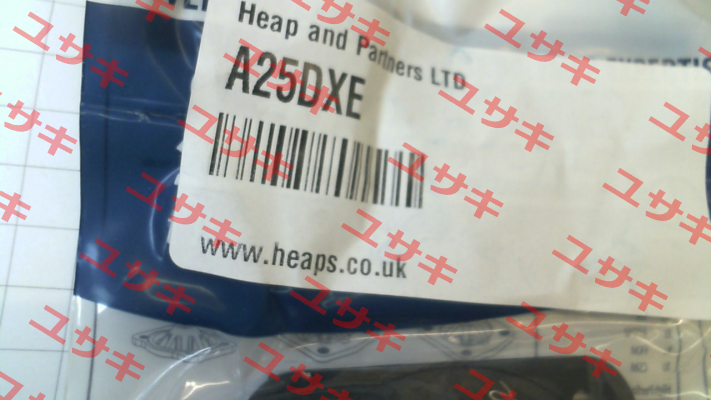 Heap and Partners LTD
A25DXE
www.heaps.co.uk
ユサキ